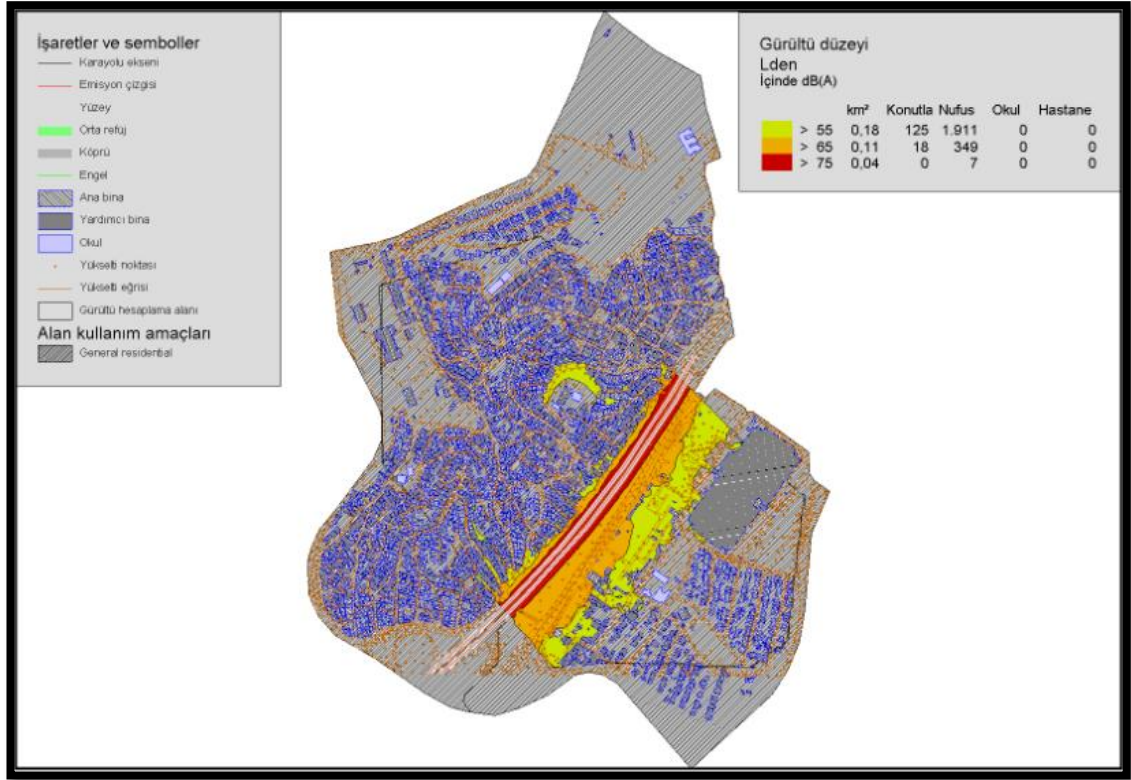 İşaretler ve semboller
Karayolu ekseni
Emisyon çizgisi
Yüzey
Orta refüj
Köprü
Engel
Ana bina
Yardımcı bina
Okul
Yükselti noktası
Yükselti eğrisi
Gürültü hesaplama alanı
Alan kullanım amaçları
General residential
Gürültü düzeyi
Lden
İçinde dB(A)
km² Konutla Nufus Okul Hastane
> 55 0,18 125 1.911 0 0
> 65 0,11 18 349 0 0
> 75 0,04 0 7 0 0